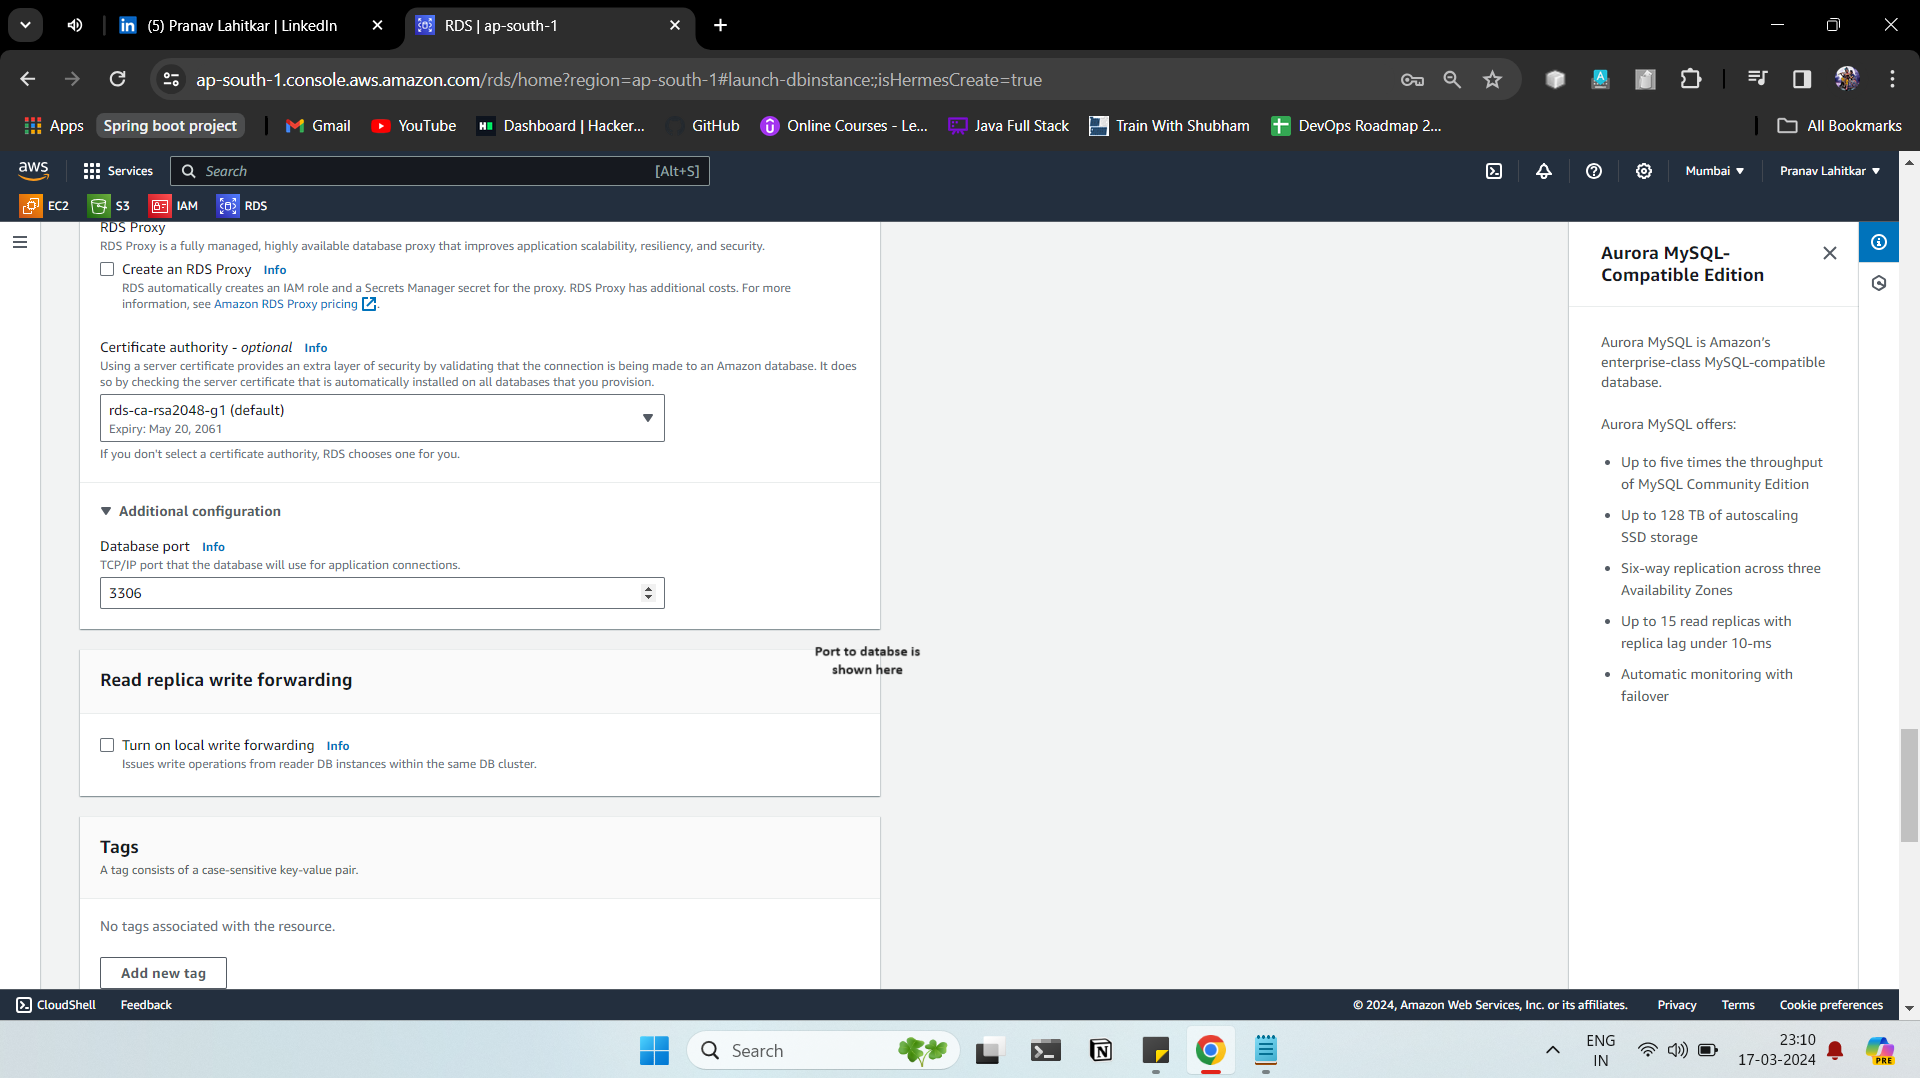 (5) Pranav Lahitkar | LinkedIn
RDS | ap-south-1
ap-south-1.console.aws.amazon.com/rds/home?region=ap-south-1#launch-dbinstance:;isHermesCreate=true
Apps
Spring boot project
Gmail
YouTube
Dashboard | Hacker...
GitHub
Online Courses - Le...
Java Full Stack
Train With Shubham
DevOps Roadmap 2...
All Bookmarks
aws
Services
Search
[Alt+S]
Mumbai
Pranav Lahitkar
EC2
S3
IAM
RDS
RDS Proxy
RDS Proxy is a fully managed, highly available database proxy that improves application scalability, resiliency, and security.
Create an RDS Proxy Info
RDS automatically creates an IAM role and a Secrets Manager secret for the proxy. RDS Proxy has additional costs. For more
information, see Amazon RDS Proxy pricing.
Certificate authority - optional Info
Using a server certificate provides an extra layer of security by validating that the connection is being made to an Amazon database. It does
so by checking the server certificate that is automatically installed on all databases that you provision.
rds-ca-rsa2048-g1 (default)
Expiry: May 20, 2061
If you don't select a certificate authority, RDS chooses one for you.
Additional configuration
Database port Info
TCP/IP port that the database will use for application connections.
3306
Port to databse is
shown here
Read replica write forwarding
Turn on local write forwarding Info
Issues write operations from reader DB instances within the same DB cluster.
Tags
A tag consists of a case-sensitive key-value pair.
No tags associated with the resource.
Add new tag
Aurora MySQL-
Compatible Edition
Aurora MySQL is Amazon's
enterprise-class MySQL-compatible
database.
Aurora MySQL offers:
Up to five times the throughput
of MySQL Community Edition
Up to 128 TB of autoscaling
SSD storage
Six-way replication across three
Availability Zones
Up to 15 read replicas with
replica lag under 10-ms
Automatic monitoring with
failover
CloudShell
Feedback
© 2024, Amazon Web Services, Inc. or its affiliates.
Privacy
Terms
Cookie preferences
Search
ENG
IN
23:10
17-03-2024
PRE